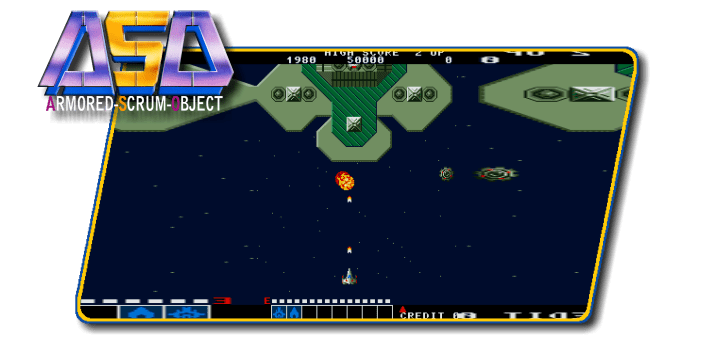 ASO
ARMORED-SCRUM-OBJECT
HIGH SCORE 2 UP
1980 50000 0
E
CREDIT